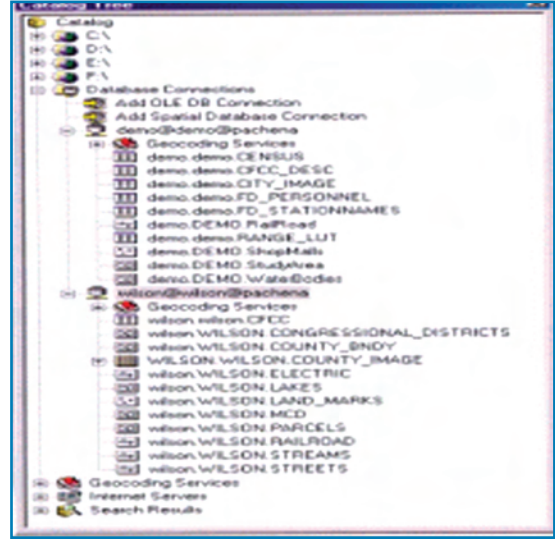 Catalog Tree
Catalog
C:\
D:\
E:\
F:\
Database Connections
Add OLE DB Connection
Add Spatial Database Connection
demo@demo@pachena
Geocoding Services
demo.demo.CENSUS
demo.demo.CFCC_DESC
demo.demo.CITY_IMAGE
demo.demo.FD_PERSONNEL
demo.demo.FD_STATIONNAMES
demo.DEMO.RailRoad
demo.demo.RANGE_LUT
demo.DEMO.ShopMalls
demo.DEMO.StudyArea
demo.DEMO.WaterBodies
wilson@wilson@pachena
Geocoding Services
wilson.wilson.CFCC
wilson.WILSON.CONGRESSIONAL_DISTRICTS
wilson.WILSON.COUNTY_BNDY
WILSON.WILSON.COUNTY_IMAGE
wilson.WILSON.ELECTRIC
wilson.WILSON.LAKES
wilson.WILSON.LAND_MARKS
wilson.WILSON.MCD
wilson.WILSON.PARCELS
wilson.WILSON.RAILROAD
wilson.WILSON.STREAMS
wilson.WILSON.STREETS
Geocoding Services
Internet Servers
Search Results